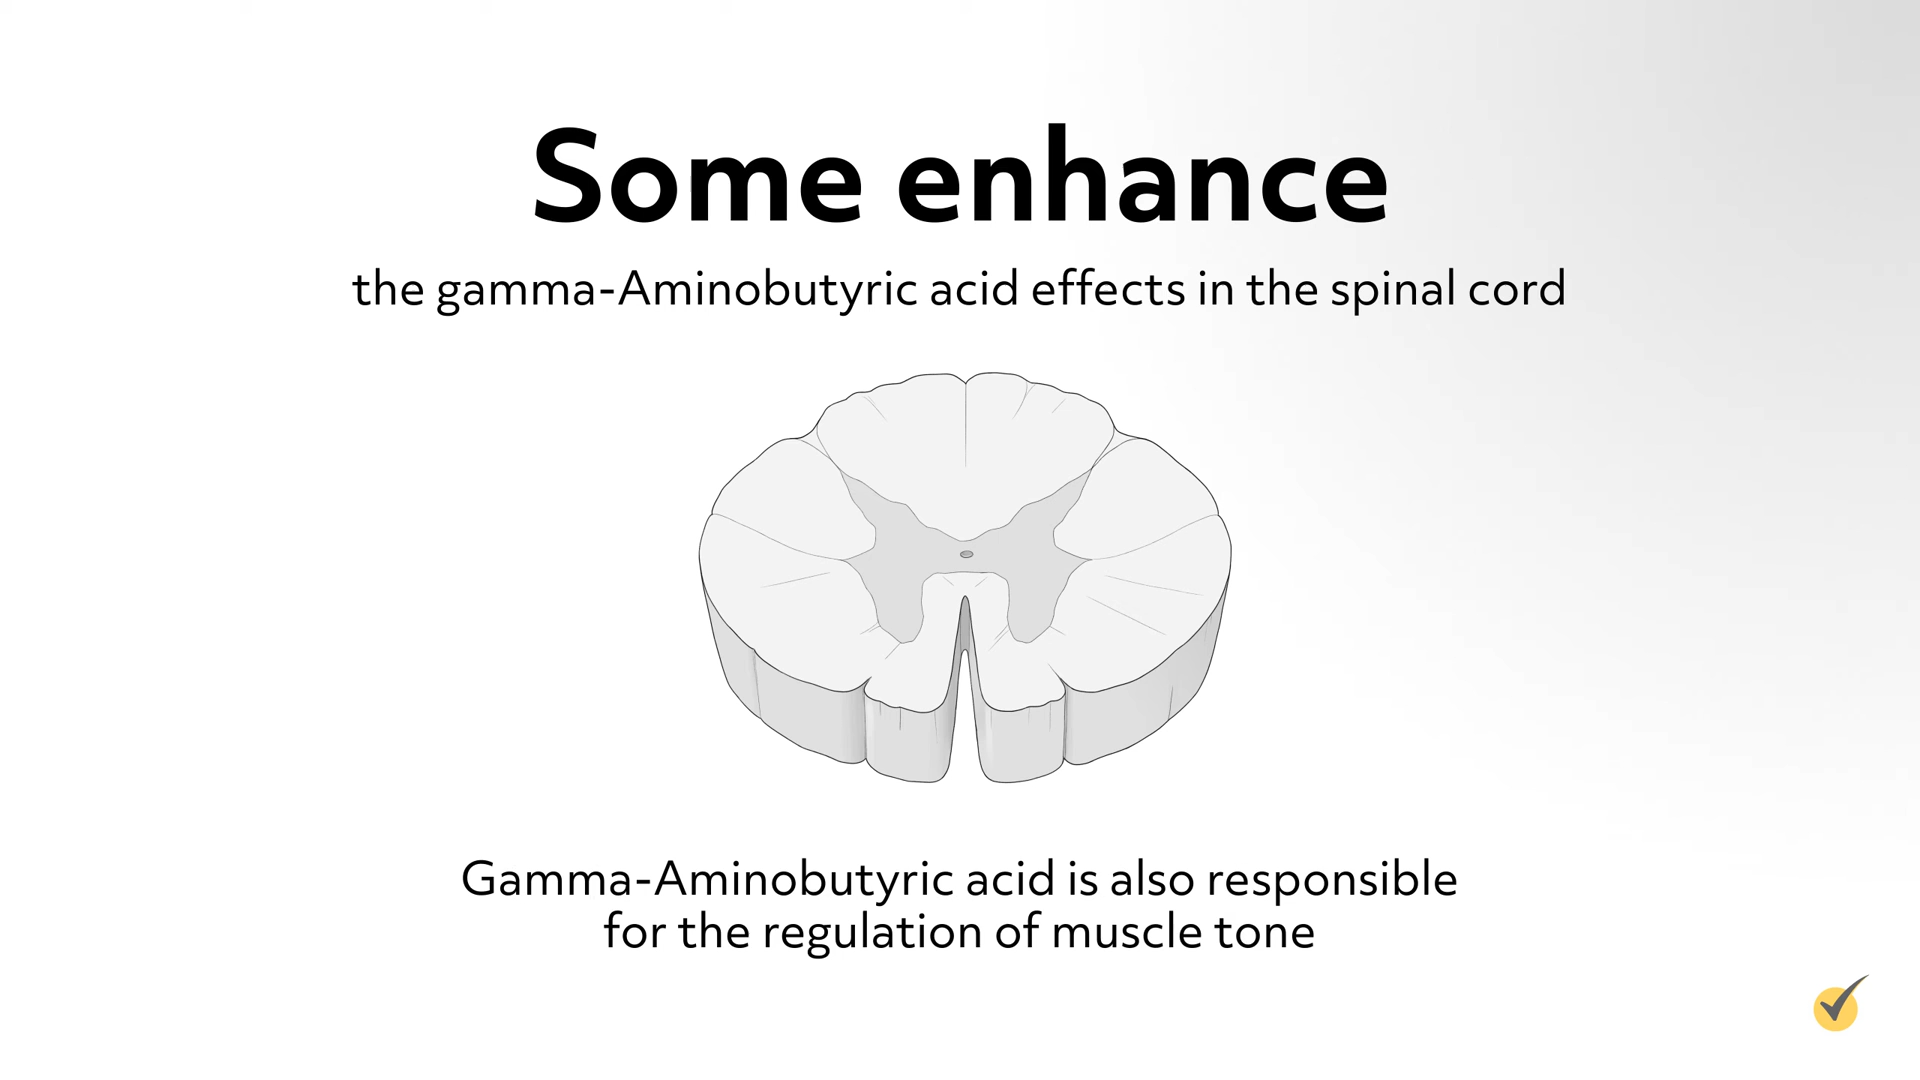 Some enhance
the gamma-Aminobutyric acid effects in the spinal cord
Gamma-Aminobutyric acid is also responsible
for the regulation of muscle tone